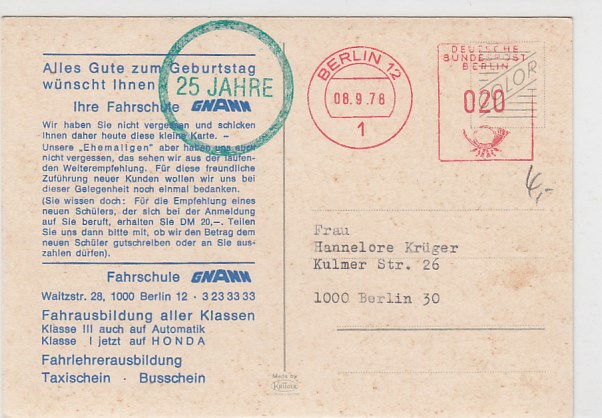 Alles Gute zum Geburtstag
wünscht Ihnen
25 JAHRE
Ihre Fahrschule GNANN
Wir haben Sie nicht vergessen und schicken
Ihnen daher heute diese kleine Karte. –
Unsere „Ehemaligen" aber haben uns auch
nicht vergessen, das sehen wir aus der laufen-
den Weiterempfehlung. Für diese freundliche
Zuführung neuer Kunden wollen wir uns bei
dieser Gelegenheit noch einmal bedanken.
(Sie wissen doch: Für die Empfehlung eines
neuen Schülers, der sich bei der Anmeldung
auf Sie beruft, erhalten Sie DM 20,–. Teilen
Sie uns dann bitte mit, ob wir den Betrag dem
neuen Schüler gutschreiben oder an Sie aus-
zahlen dürfen).
Fahrschule GNANN
Waitzstr. 28, 1000 Berlin 12 · 3 23 33 33
Fahrausbildung aller Klassen
Klasse III auch auf Automatik
Klasse I jetzt auf HONDA
Fahrlehrerausbildung
Taxischein · Busschein
BERLIN 12
08.9.78
1
DEUTSCHE
BUNDESPOST
BERLIN
020
4,-
Frau
Hannelore Krüger
Kulmer Str. 26
1000 Berlin 30
Made by